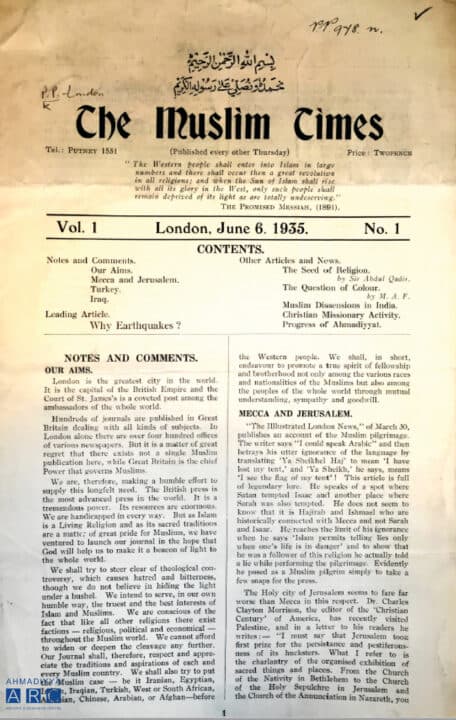 PP 978. n.
بِسْمِ اللهِ الرَّحْمٰنِ الرَّحِيْمِ
نحمده ونصلي على رسوله الكريم
P.P. London
The Muslim Times
Tel.: PUTNEY 1551 (Published every other Thursday) Price: TWOPENCE
"The Western people shall enter into Islam in large
numbers and there shall occur then a great revolution
in all religions; and when the Sun of Islam shall rise
with all its glory in the West, only such people shall
remain deprived of its light as are totally undeserving."
THE PROMISED MESSIAH, (1891).
Vol. 1 London, June 6, 1935. No. 1
CONTENTS.
Notes and Comments.
Our Aims.
Mecca and Jerusalem.
Turkey.
Iraq.
Leading Article.
Why Earthquakes?
Other Articles and News.
The Seed of Religion.
by Sir Abdul Qadir.
The Question of Colour.
by M. A. F.
Muslim Dissensions in India.
Christian Missionary Activity.
Progress of Ahmadiyyat.
NOTES AND COMMENTS.
OUR AIMS.
London is the greatest city in the world.
It is the capital of the British Empire and the
Court of St. James's is a coveted post among the
ambassadors of the whole world.
Hundreds of journals are published in Great
Britain dealing with all kinds of subjects. In
London alone there are over four hundred offices
of various newspapers. But it is a matter of great
regret that there exists not a single Muslim
publication here, while Great Britain is the chief
Power that governs Muslims.
We are, therefore, making a humble effort to
supply this longfelt need. The British press is
the most advanced press in the world. It is a
tremendous power. Its resources are enormous.
We are handicapped in every way. But as Islam
is a Living Religion and as its sacred traditions
are a matter of great pride for Muslims, we have
ventured to launch our journal in the hope that
God will help us to make it a beacon of light to
the whole world.
We shall try to steer clear of theological con-
troversy, which causes hatred and bitterness,
though we do not believe in hiding the light
under a bushel. We intend to serve, in our own
humble way, the truest and the best interests of
Islam and Muslims. We are conscious of the
fact that like all other religions there exist
factions — religious, political and economical —
throughout the Muslim world. We cannot afford
to widen or deepen the cleavage any further.
Our Journal shall, therefore, respect and appre-
ciate the traditions and aspirations of each and
every Muslim country. We shall also try to put
Muslim case — be it Iranian, Egyptian,
Iraqian, Turkish, West or South African,
Chinese, Arabian, or Afghan—before
the Western people. We shall, in short,
endeavour to promote a true spirit of fellowship
and brotherhood not only among the various races
and nationalities of the Muslims but also among
the peoples of the whole world through mutual
understanding, sympathy and goodwill.
MECCA AND JERUSALEM.
"The Illustrated London News," of March 30,
publishes an account of the Muslim pilgrimage.
The writer says "I could speak Arabic" and then
betrays his utter ignorance of the language by
translating 'Ya Sheikhel Haj' to mean 'I have
lost my tent,' and 'Ya Sheikh,' he says, means
'I see the flag of my tent'! This article is full
of legendary lore. He speaks of a spot where
Satan tempted Isaac and another place where
Sarah was also tempted. He does not seem to
know that it is Hajirah and Ishmael who are
historically connected with Mecca and not Sarah
and Isaac. He reaches the limit of his ignorance
when he says 'Islam permits telling lies only
when one's life is in danger' and to show that
he was a follower of this religion he actually told
a lie while performing the pilgrimage. Evidently
he posed as a Muslim pilgrim simply to take a
few snaps for the press.
The Holy city of Jerusalem seems to fare far
worse than Mecca in this respect. Dr. Charles
Clayton Morrison, the editor of the 'Christian
Century' of America, has recently visited
Palestine, and in a letter to his readers he
writes:— "I must say that Jerusalem took
first prize for the persistance and pestiferous-
ness of its hucksters. What I refer to is
the charlantry of the organised exhibition of
sacred things and places. From the Church
of the Nativity in Bethlehem to the Church
of the Holy Sepulchre in Jerusalem and
the Church of the Annunciation in Nazareth, you
1
AHMADIYYA
ARC